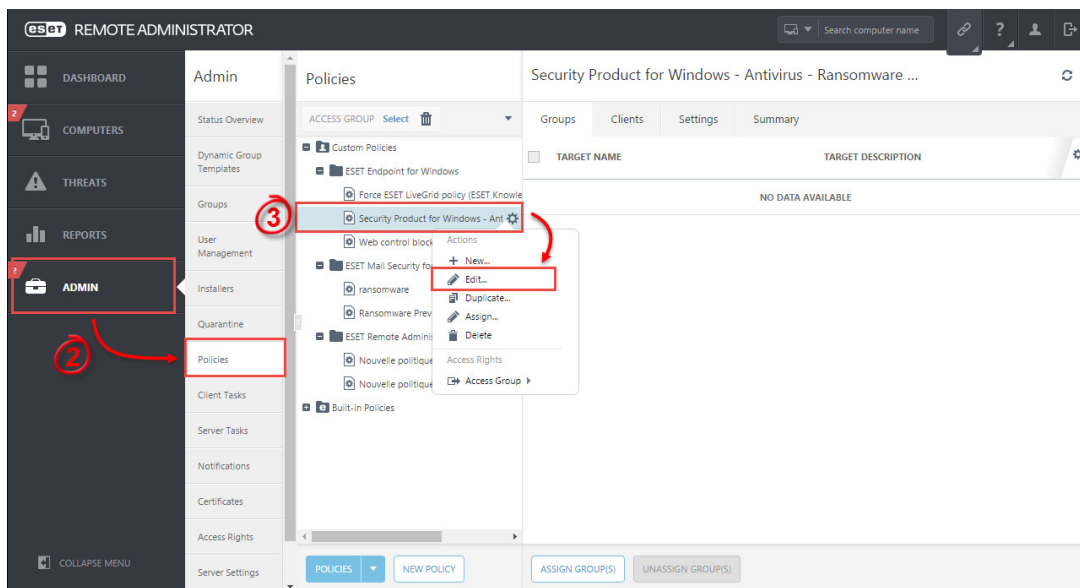 eset REMOTE ADMINISTRATOR
Search computer name
?
DASHBOARD
2
COMPUTERS
THREATS
REPORTS
2
ADMIN
COLLAPSE MENU
2
Admin
Status Overview
Dynamic Group
Templates
Groups
User
Management
Installers
Quarantine
Policies
Client Tasks
Server Tasks
Notifications
Certificates
Access Rights
Server Settings
Policies
ACCESS GROUP Select
Custom Policies
ESET Endpoint for Windows
Force ESET LiveGrid policy (ESET Knowle
3
Security Product for Windows - Ant
Web control block
ESET Mail Security fo
ransomware
Ransomware Prev
ESET Remote Adminis
Nouvelle politique
Nouvelle politique
Built-in Policies
Actions
New...
Edit...
Duplicate...
Assign...
Delete
Access Rights
Access Group
POLICIES
NEW POLICY
Security Product for Windows - Antivirus - Ransomware ...
Groups Clients Settings Summary
TARGET NAME TARGET DESCRIPTION
NO DATA AVAILABLE
ASSIGN GROUP(S)
UNASSIGN GROUP(S)